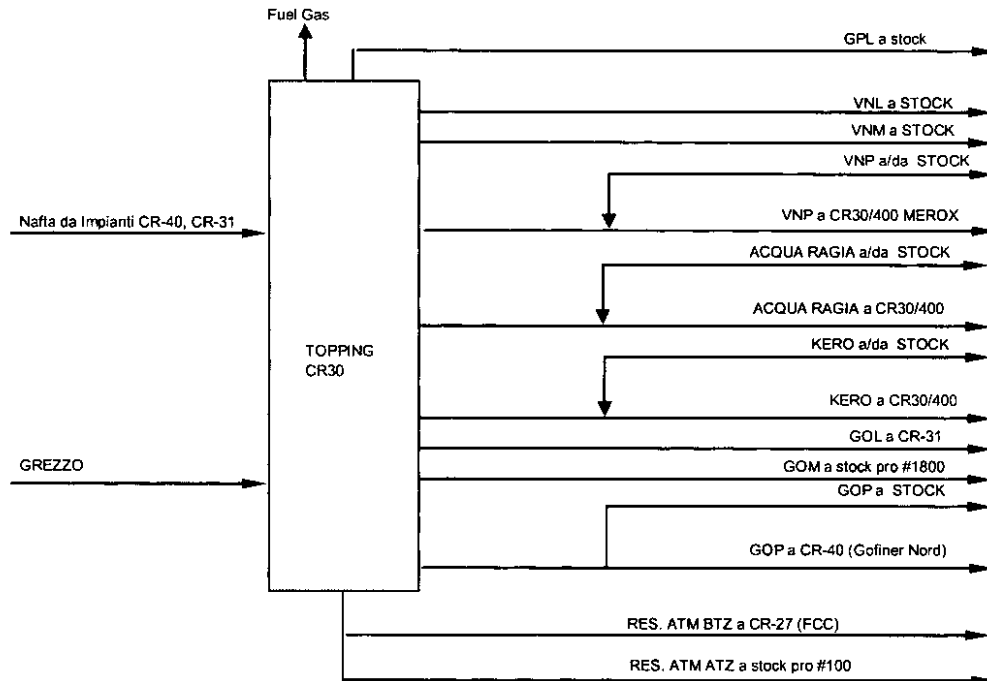 Fuel Gas
GPL a stock
VNL a STOCK
VNM a STOCK
VNP a/da STOCK
Nafta da Impianti CR-40, CR-31
VNP a CR30/400 MEROX
ACQUA RAGIA a/da STOCK
ACQUA RAGIA a CR30/400
TOPPING
CR30
KERO a/da STOCK
KERO a CR30/400
GOL a CR-31
GREZZO
GOM a stock pro #1800
GOP a STOCK
GOP a CR-40 (Gofiner Nord)
RES. ATM BTZ a CR-27 (FCC)
RES. ATM ATZ a stock pro #100